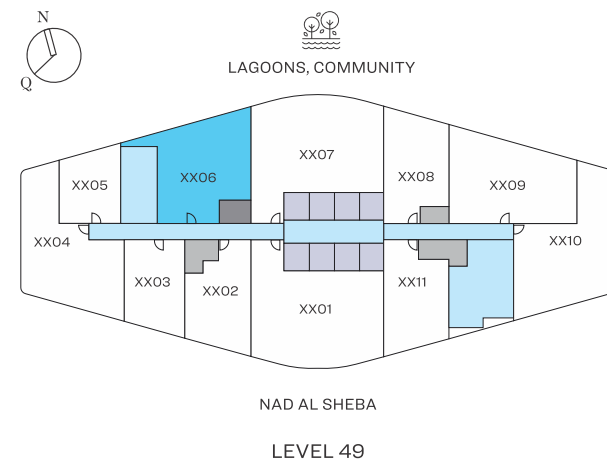 N
Q
LAGOONS, COMMUNITY
XX07
XX08
XX05
XX06
XX09
XX04
XX10
XX03
XX02
XX01
XX11
NAD AL SHEBA
LEVEL 49